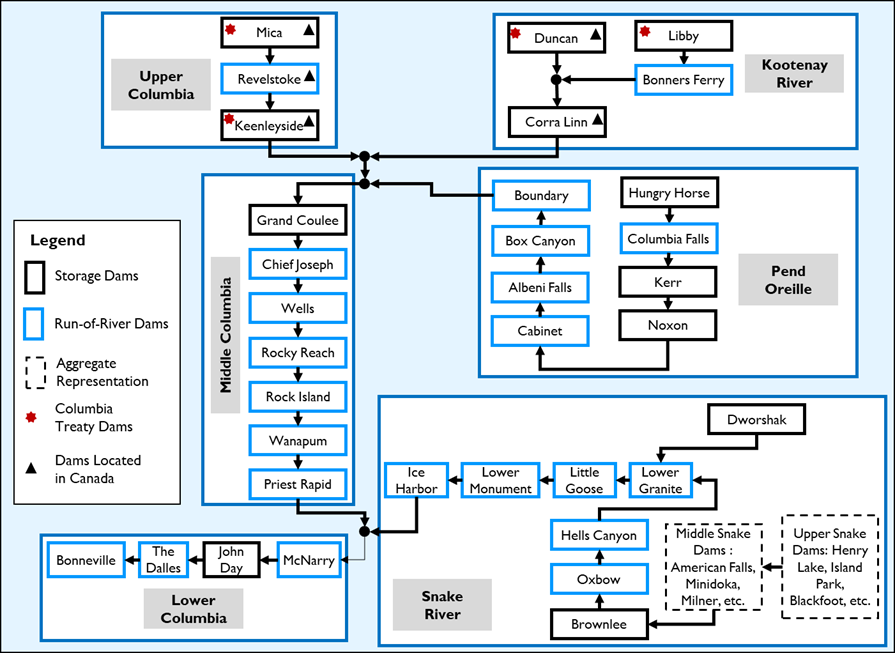 Mica
Revelstoke
Keenleyside
Upper
Columbia
Duncan
Libby
Bonners Ferry
Corra Linn
Kootenay
River
Grand Coulee
Chief Joseph
Wells
Rocky Reach
Rock Island
Wanapum
Priest Rapid
Middle Columbia
Boundary
Box Canyon
Albeni Falls
Cabinet
Hungry Horse
Columbia Falls
Kerr
Noxon
Pend
Oreille
Legend
Storage Dams
Run-of-River Dams
Aggregate
Representation
Columbia
Treaty Dams
Dams Located
in Canada
Dworshak
Ice
Harbor
Lower
Monument
Little
Goose
Lower
Granite
Hells Canyon
Oxbow
Brownlee
Middle Snake
Dams :
American Falls,
Minidoka,
Milner, etc.
Upper Snake
Dams: Henry
Lake, Island
Park,
Blackfoot, etc.
Snake
River
Bonneville
The
Dalles
John
Day
McNarry
Lower
Columbia